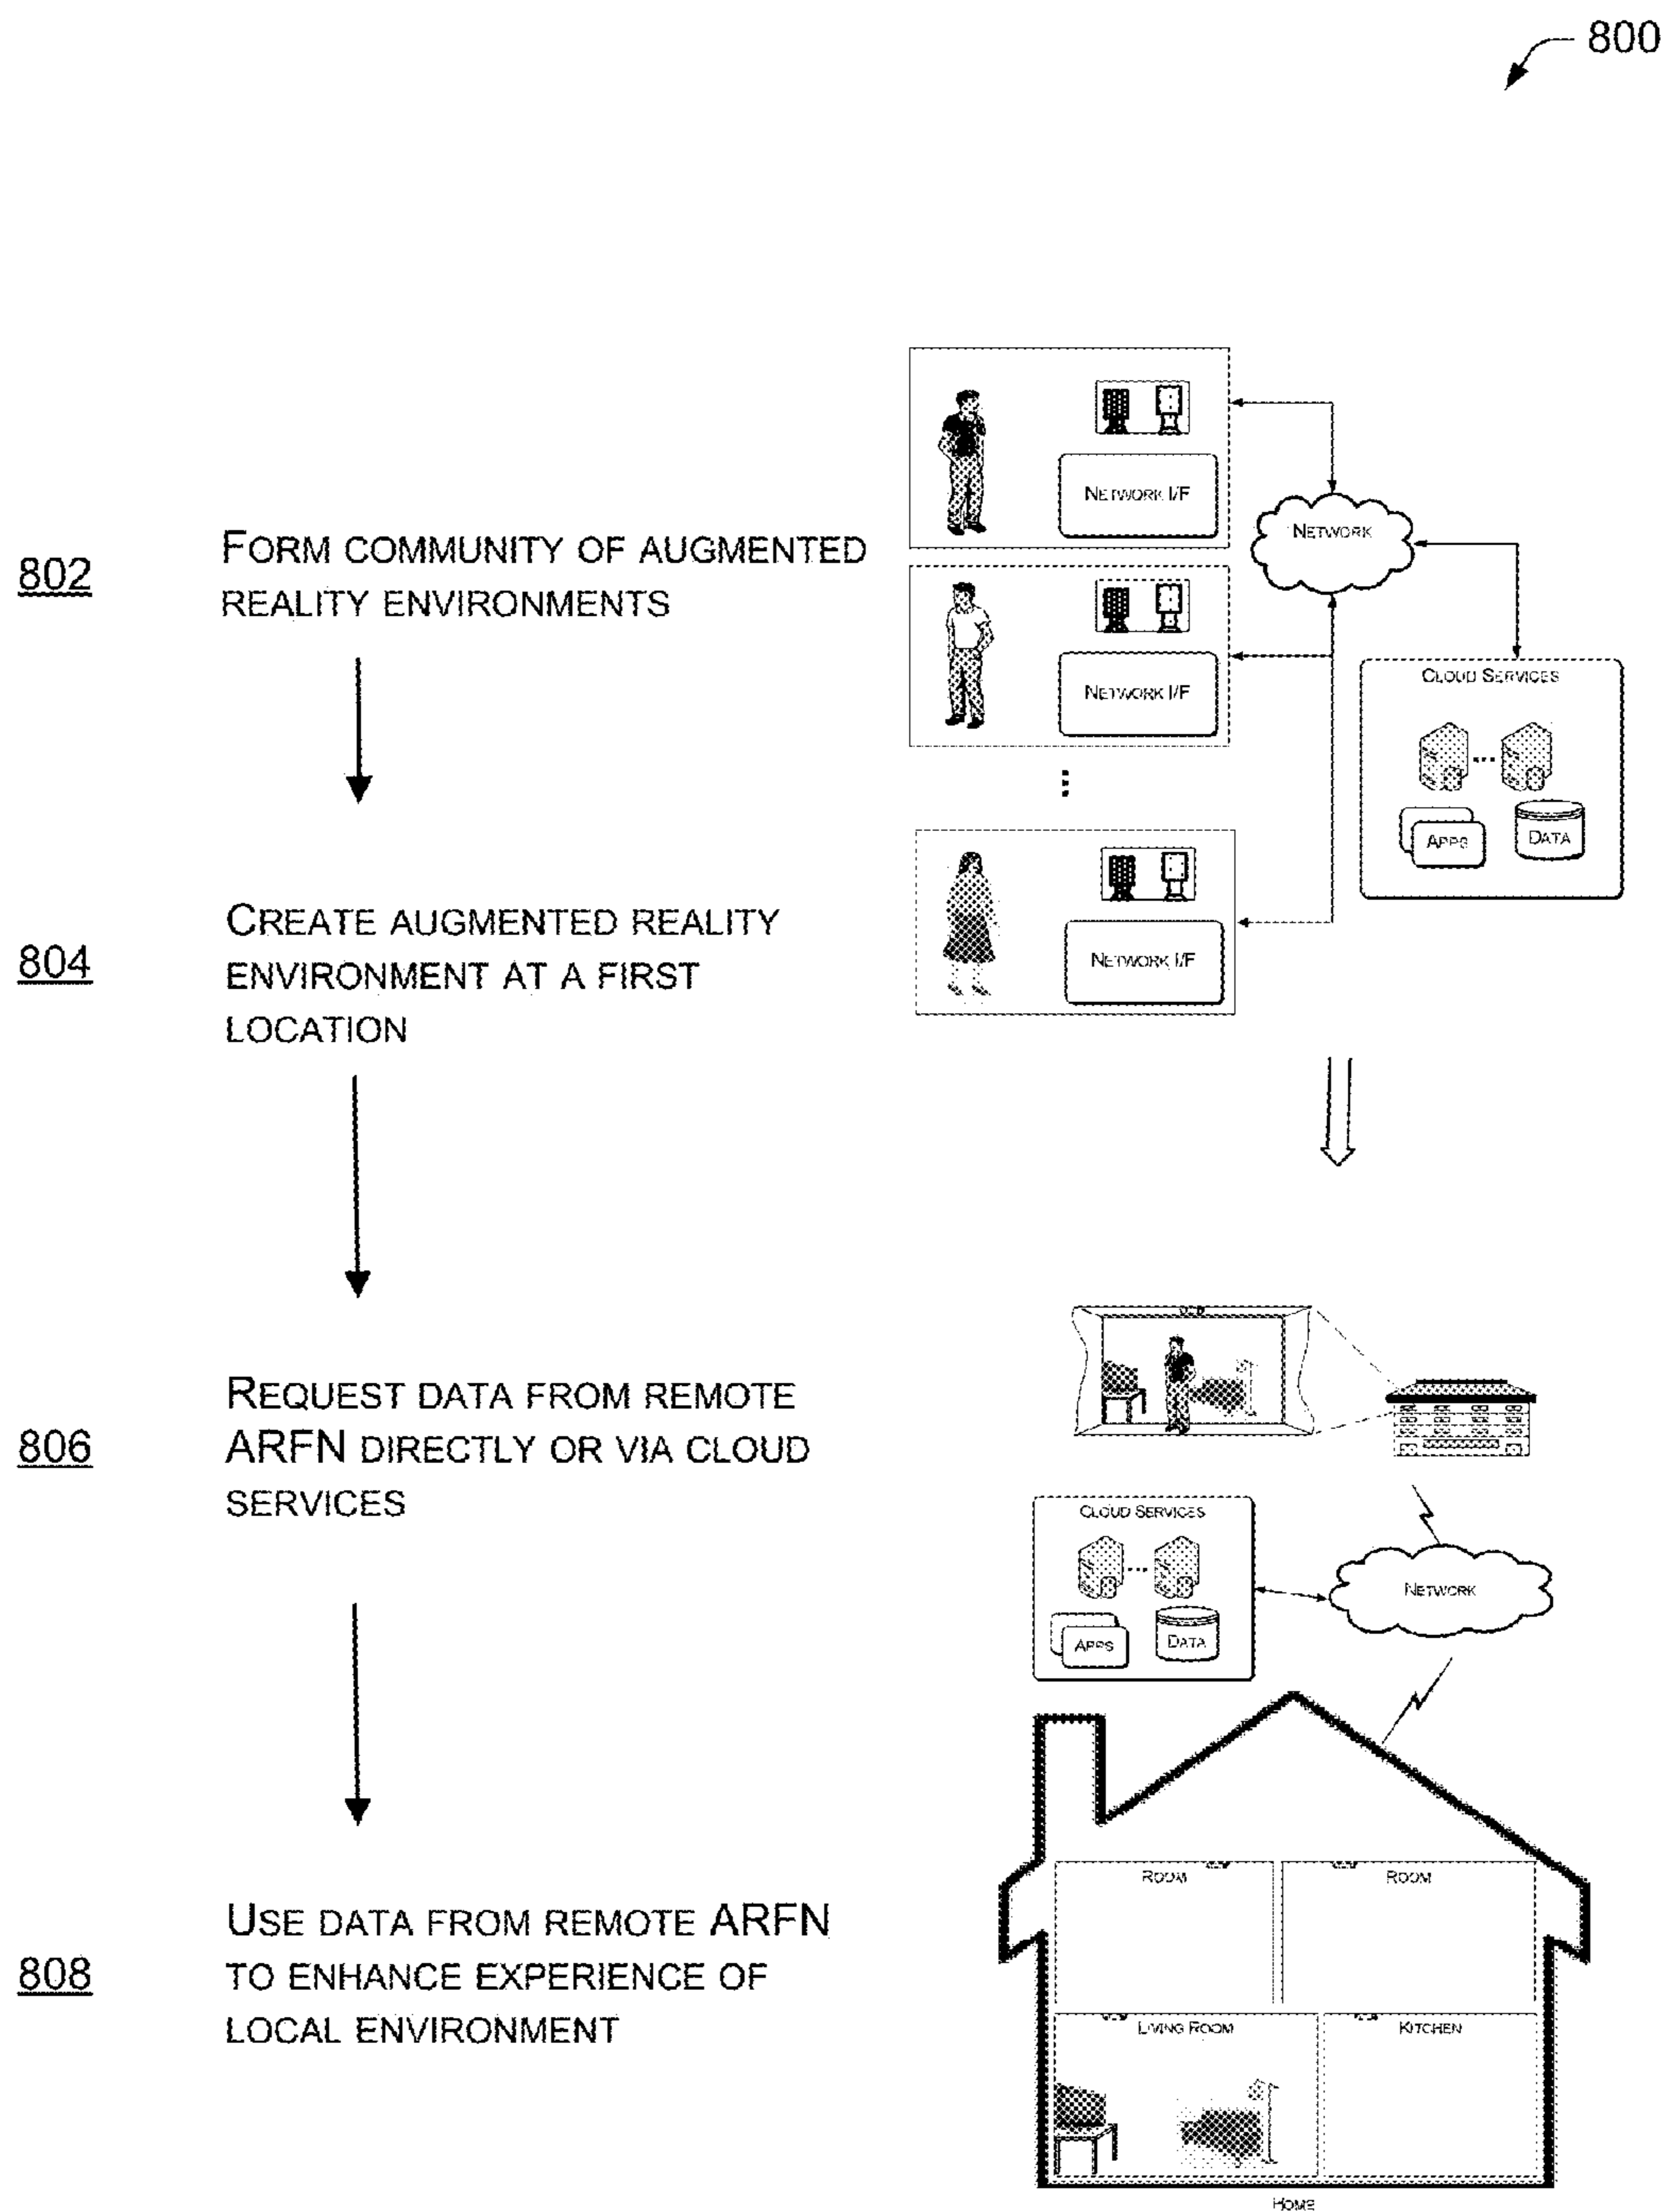 800
802
FORM COMMUNITY OF AUGMENTED
REALITY ENVIRONMENTS
804
CREATE AUGMENTED REALITY
ENVIRONMENT AT A FIRST
LOCATION
806
REQUEST DATA FROM REMOTE
ARFN DIRECTLY OR VIA CLOUD
SERVICES
808
USE DATA FROM REMOTE ARFN
TO ENHANCE EXPERIENCE OF
LOCAL ENVIRONMENT
NETWORK I/F
NETWORK
NETWORK I/F
CLOUD SERVICES
APPS
DATA
NETWORK I/F
CLOUD SERVICES
NETWORK
APPS
DATA
ROOM
ROOM
LIVING ROOM
KITCHEN
HOME